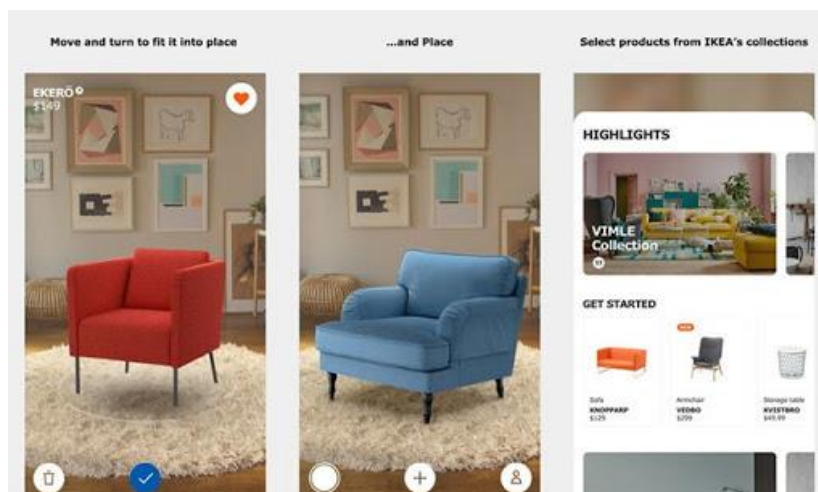 Move and turn to fit it into place
...and Place
Select products from IKEA's collections
EKERÖ
$149
HIGHLIGHTS
VIMLE
Collection
GET STARTED
NEW
Sofa
KNOPPARP
$129
Armchair
VEDBO
$299
Storage table
KVISTBRO
$49.99